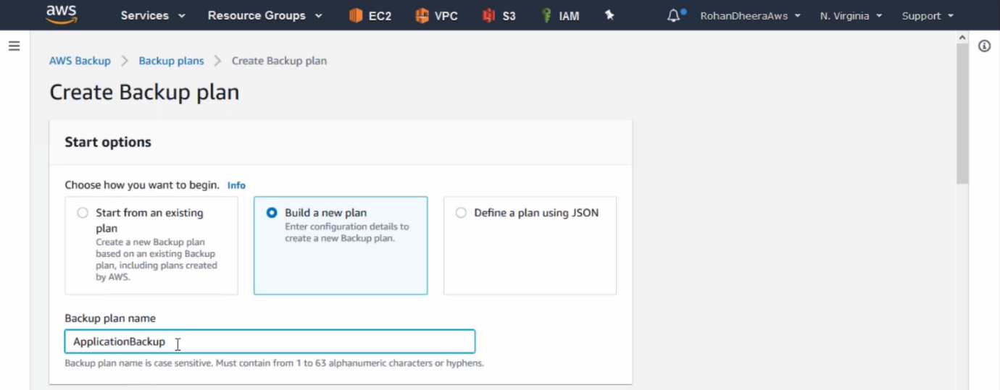 aws Services Resource Groups EC2 VPC S3 IAM RohanDheeraAws N. Virginia Support
AWS Backup Backup plans Create Backup plan
Create Backup plan
Start options
Choose how you want to begin. Info
Start from an existing
plan
Create a new Backup plan
based on an existing Backup
plan, including plans created
by AWS.
Build a new plan
Enter configuration details to
create a new Backup plan.
Define a plan using JSON
Backup plan name
ApplicationBackup
Backup plan name is case sensitive. Must contain from 1 to 63 alphanumeric characters or hyphens.